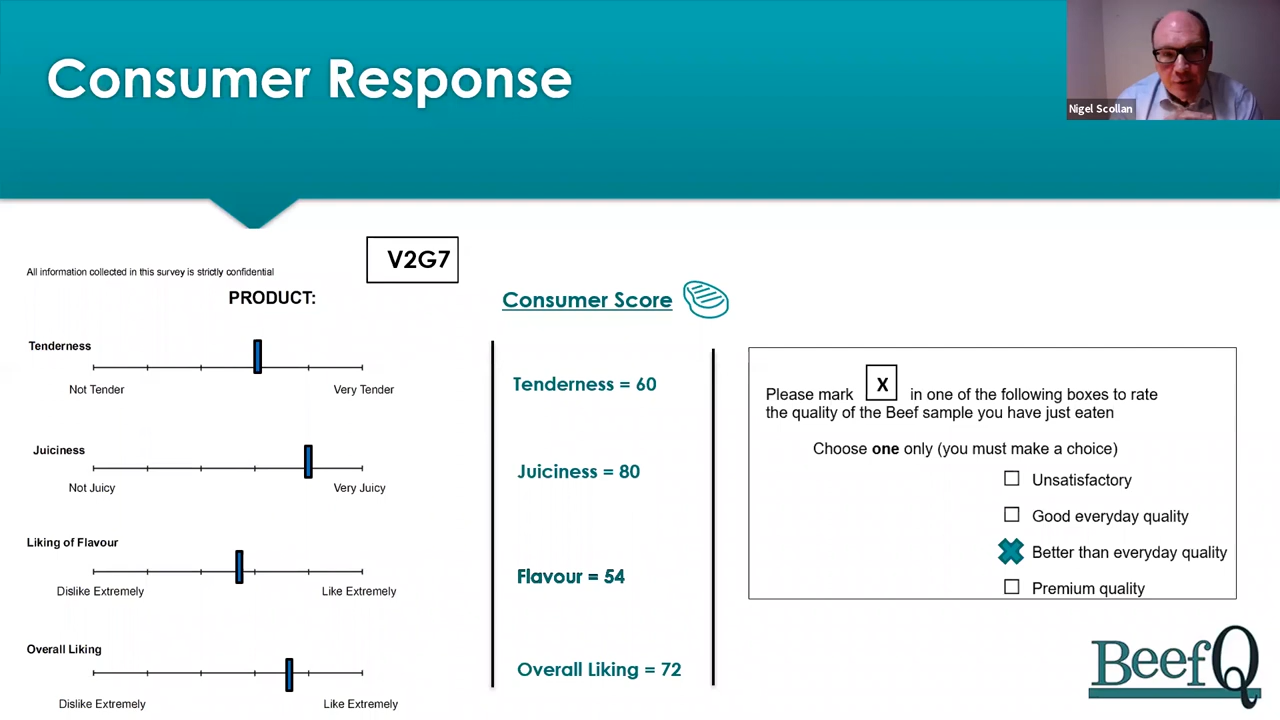 Consumer Response
Nigel Scollan
V2G7
All information collected in this survey is strictly confidential
PRODUCT:
Tenderness
Not Tender
Very Tender
Juiciness
Not Juicy
Very Juicy
Liking of Flavour
Dislike Extremely
Like Extremely
Overall Liking
Dislike Extremely
Like Extremely
Consumer Score
Tenderness = 60
Juiciness = 80
Flavour = 54
Overall Liking = 72
Please mark X in one of the following boxes to rate
the quality of the Beef sample you have just eaten
Choose one only (you must make a choice)
Unsatisfactory
Good everyday quality
Better than everyday quality
Premium quality
BeefQ